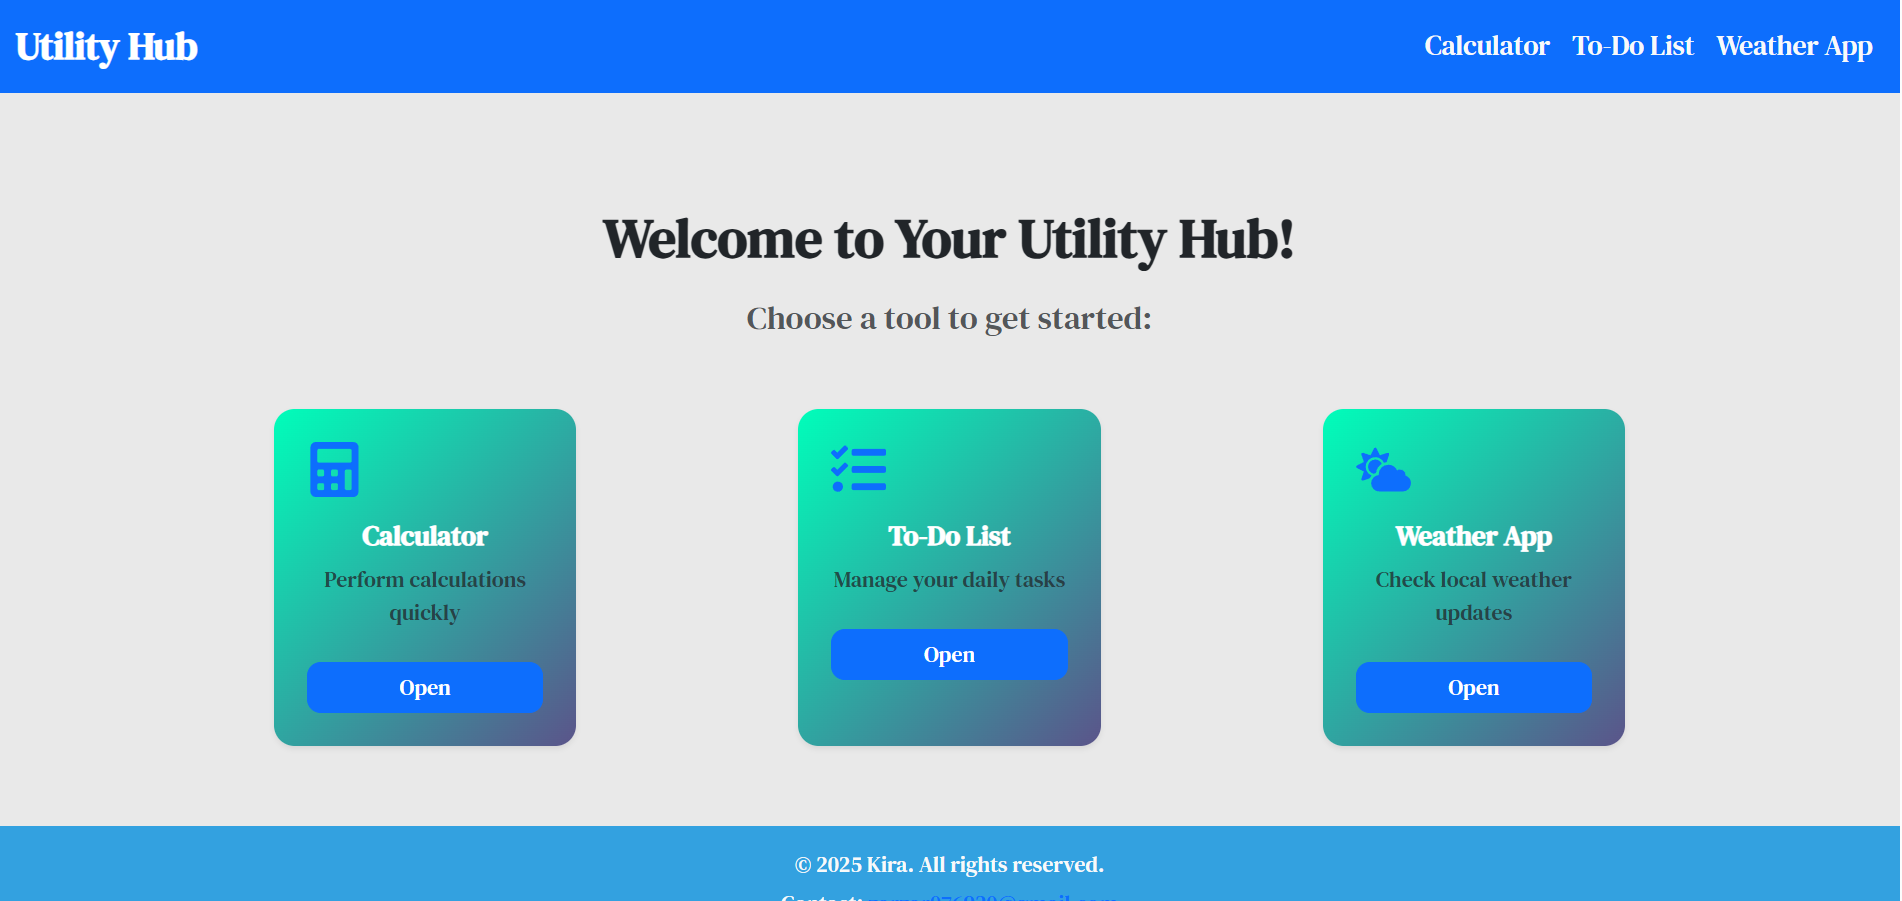 Utility Hub
Calculator To-Do List Weather App
Welcome to Your Utility Hub!
Choose a tool to get started:
Calculator
Perform calculations
quickly
Open
To-Do List
Manage your daily tasks
Open
Weather App
Check local weather
updates
Open
© 2025 Kira. All rights reserved.
Contact: